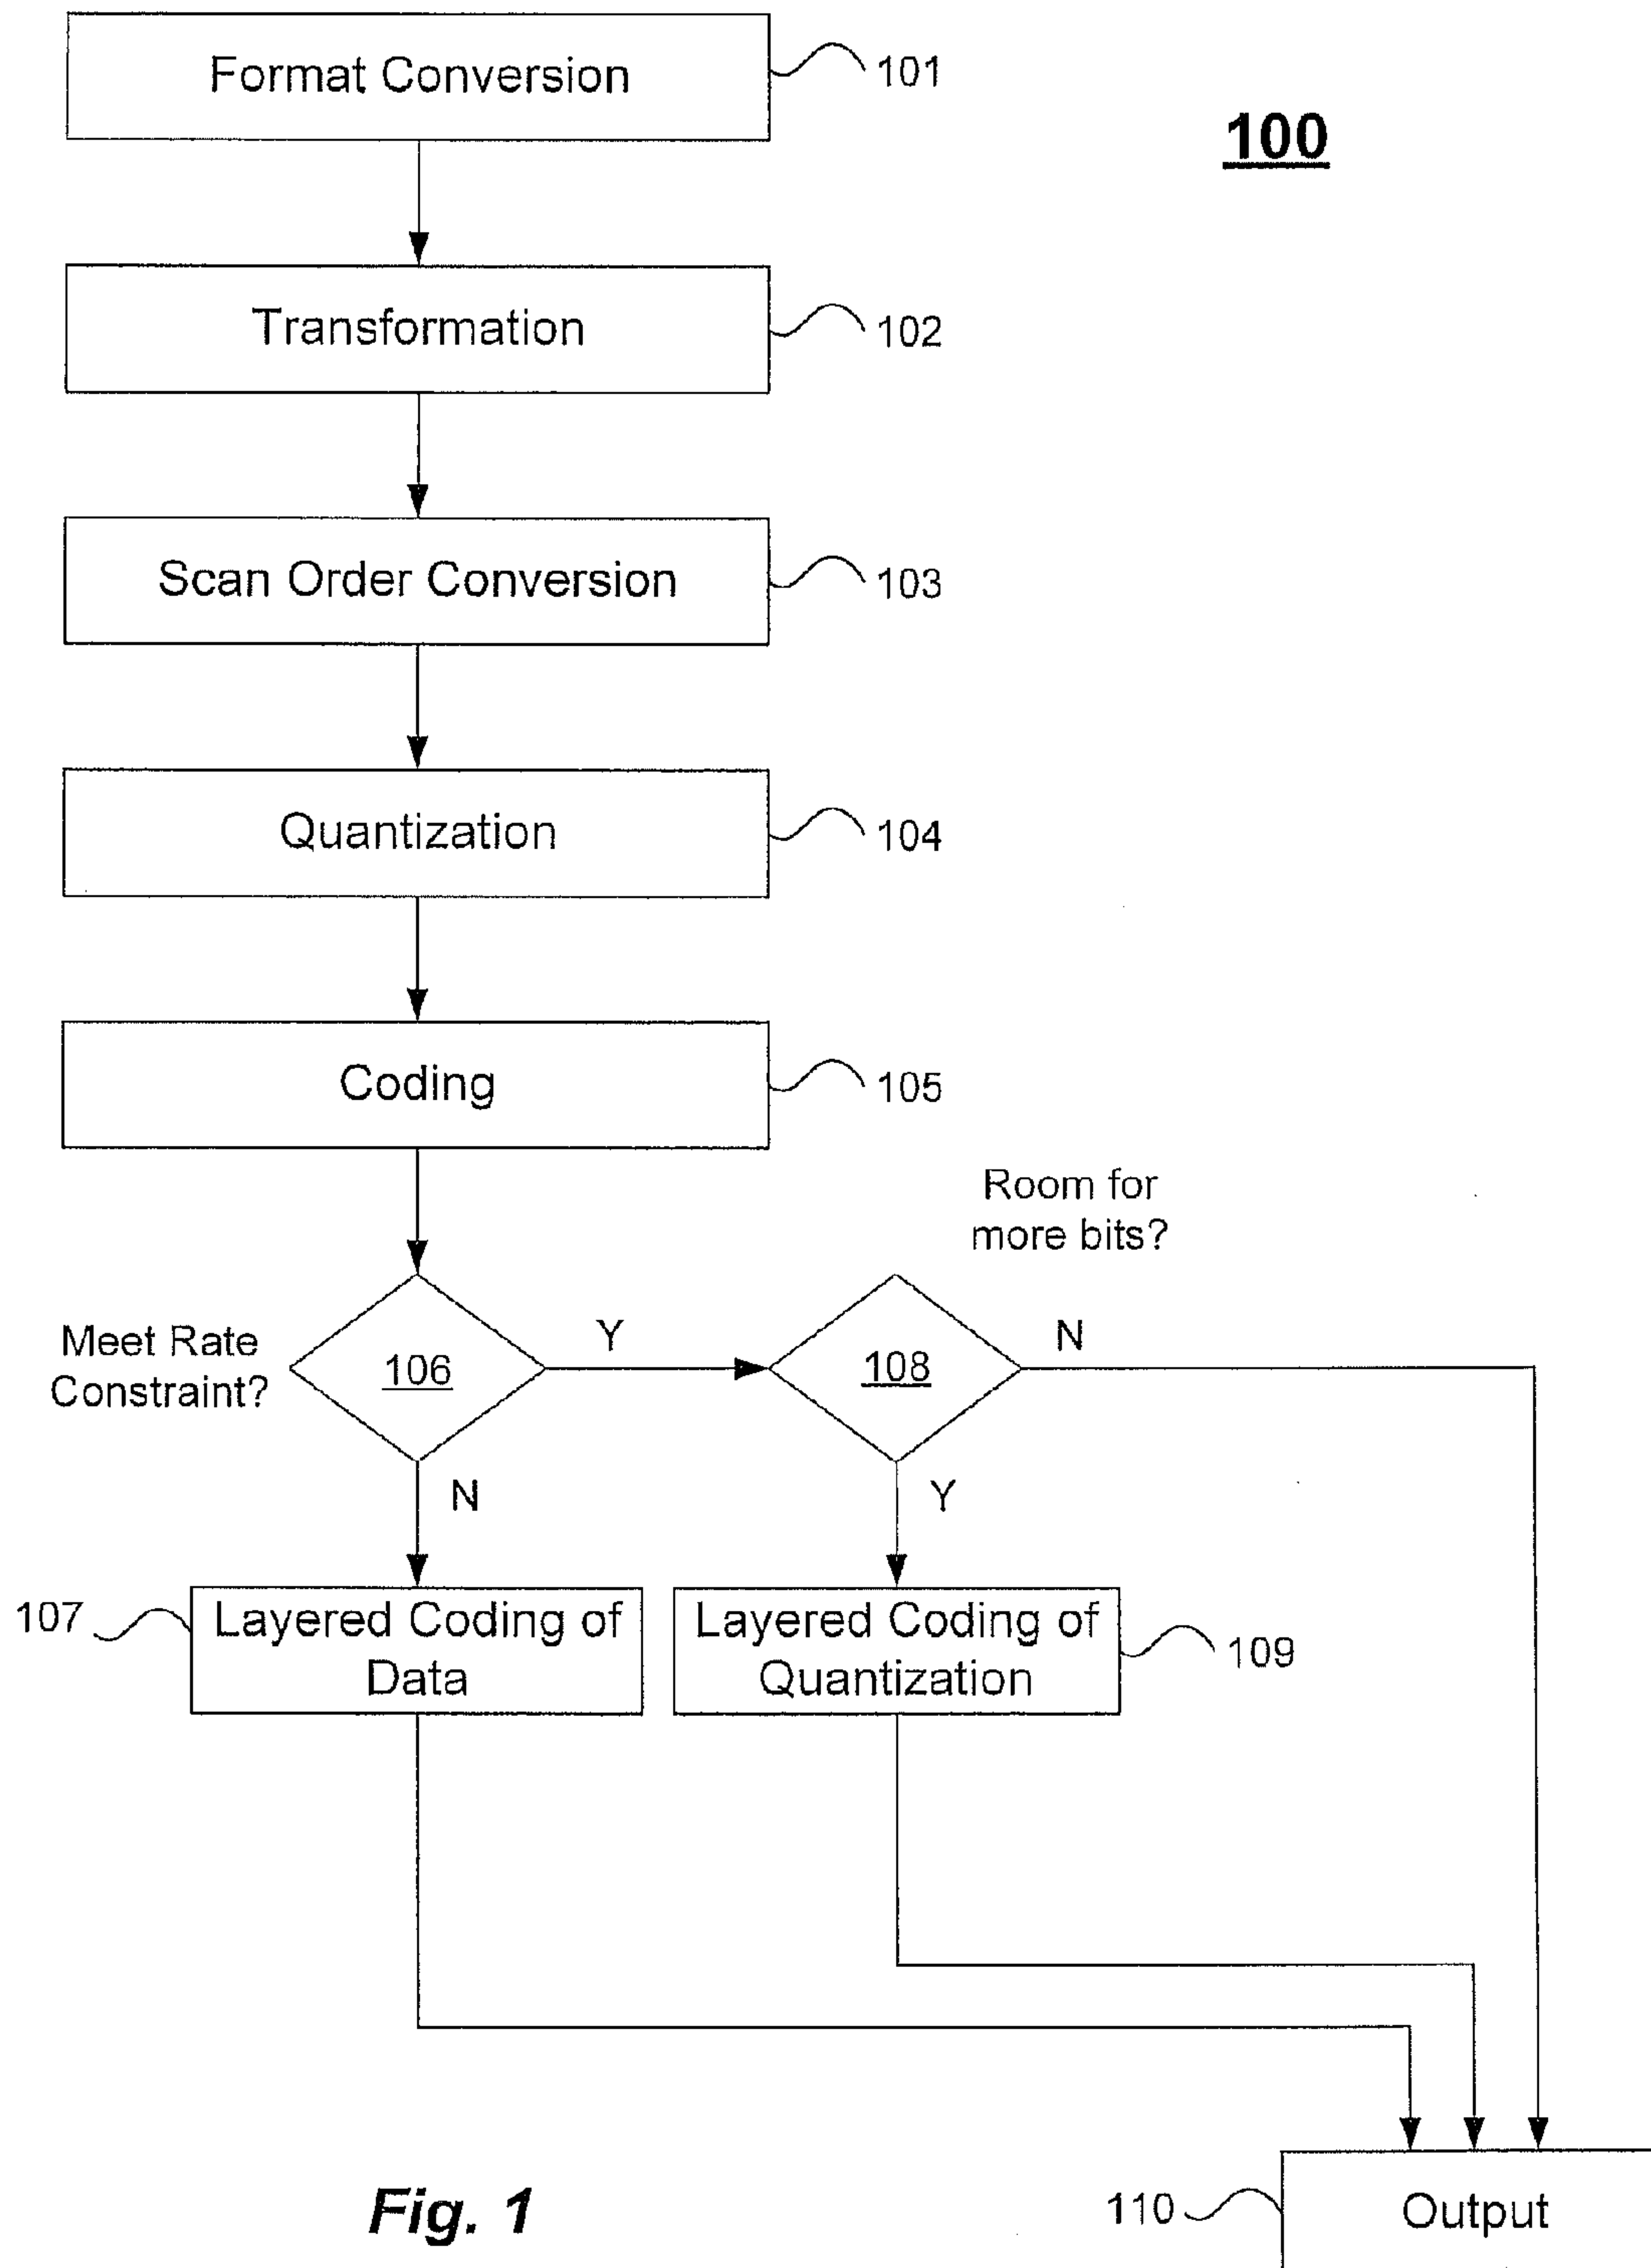 Format Conversion
101
100
Transformation
102
Scan Order Conversion
103
Quantization
104
Coding
105
Room for
more bits?
Meet Rate
Constraint?
106
Y
108
N
N
Y
107
Layered Coding of
Data
Layered Coding of
Quantization
109
110
Output
Fig. 1